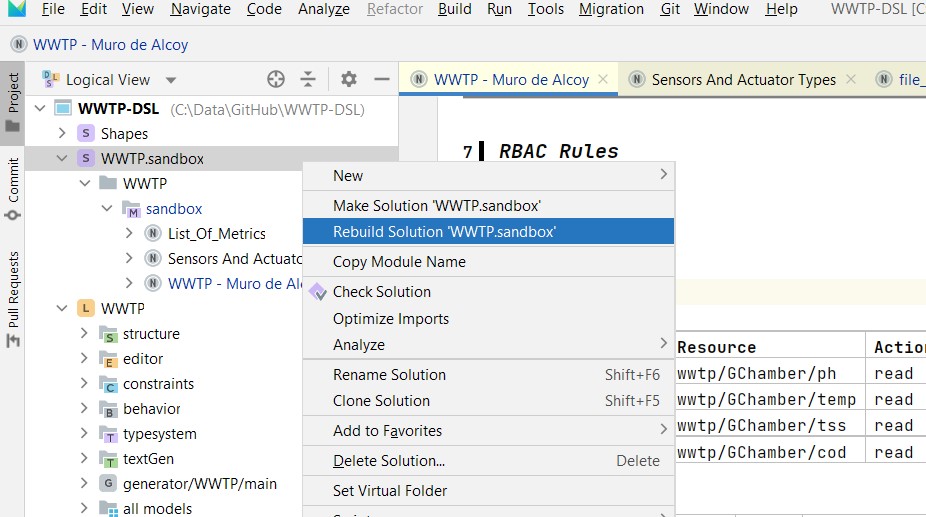 File Edit View Navigate Code Analyze Refactor Build Run Tools Migration Git Window Help WWTP-DSL [C
N WWTP - Muro de Alcoy
Project
Commit
Pull Requests
Logical View
N WWTP - Muro de Alcoy
N Sensors And Actuator Types
N file_
WWTP-DSL (C:\Data\GitHub\WWTP-DSL)
S Shapes
S WWTP.sandbox
WWTP
M sandbox
N List_Of_Metrics
N Sensors And Actuato
N WWTP - Muro de Al
L WWTP
S structure
E editor
C constraints
B behavior
T typesystem
T textGen
G generator/WWTP/main
all models
New
Make Solution 'WWTP.sandbox'
Rebuild Solution 'WWTP.sandbox'
Copy Module Name
Check Solution
Optimize Imports
Analyze
Rename Solution Shift+F6
Clone Solution Shift+F5
Add to Favorites
Delete Solution... Delete
Set Virtual Folder
7 RBAC Rules
Resource Action
wwtp/GChamber/ph read
wwtp/GChamber/temp read
wwtp/GChamber/tss read
wwtp/GChamber/cod read